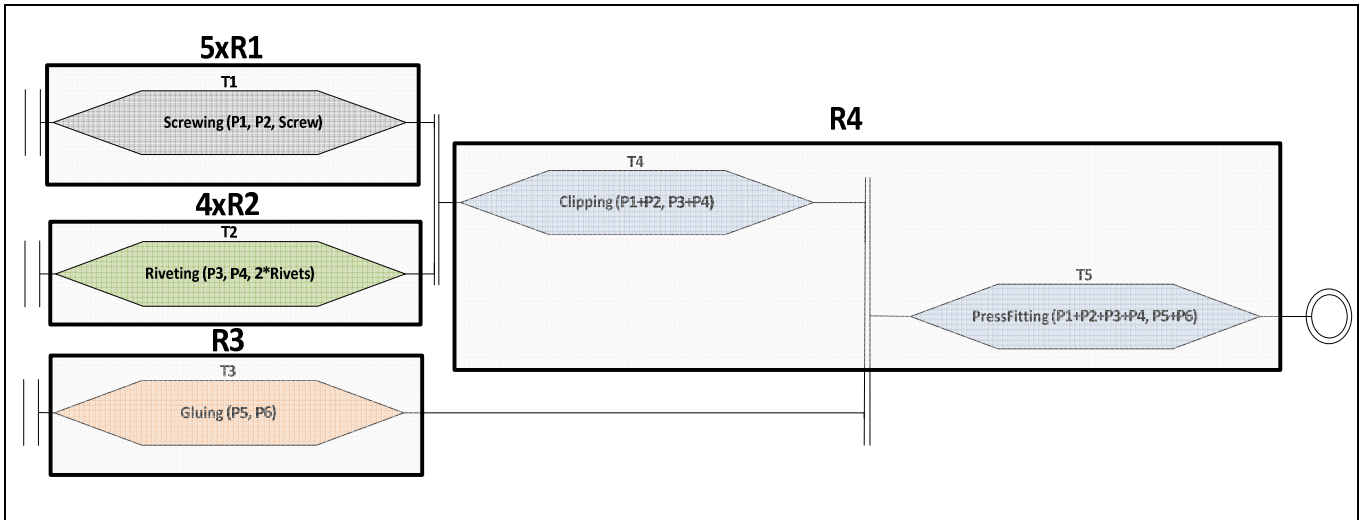 5xR1
T1
Screwing (P1, P2, Screw)
R4
T4
Clipping (P1+P2, P3+P4)
4xR2
T2
Riveting (P3, P4, 2*Rivets)
T5
PressFitting (P1+P2+P3+P4, P5+P6)
R3
T3
Gluing (P5, P6)